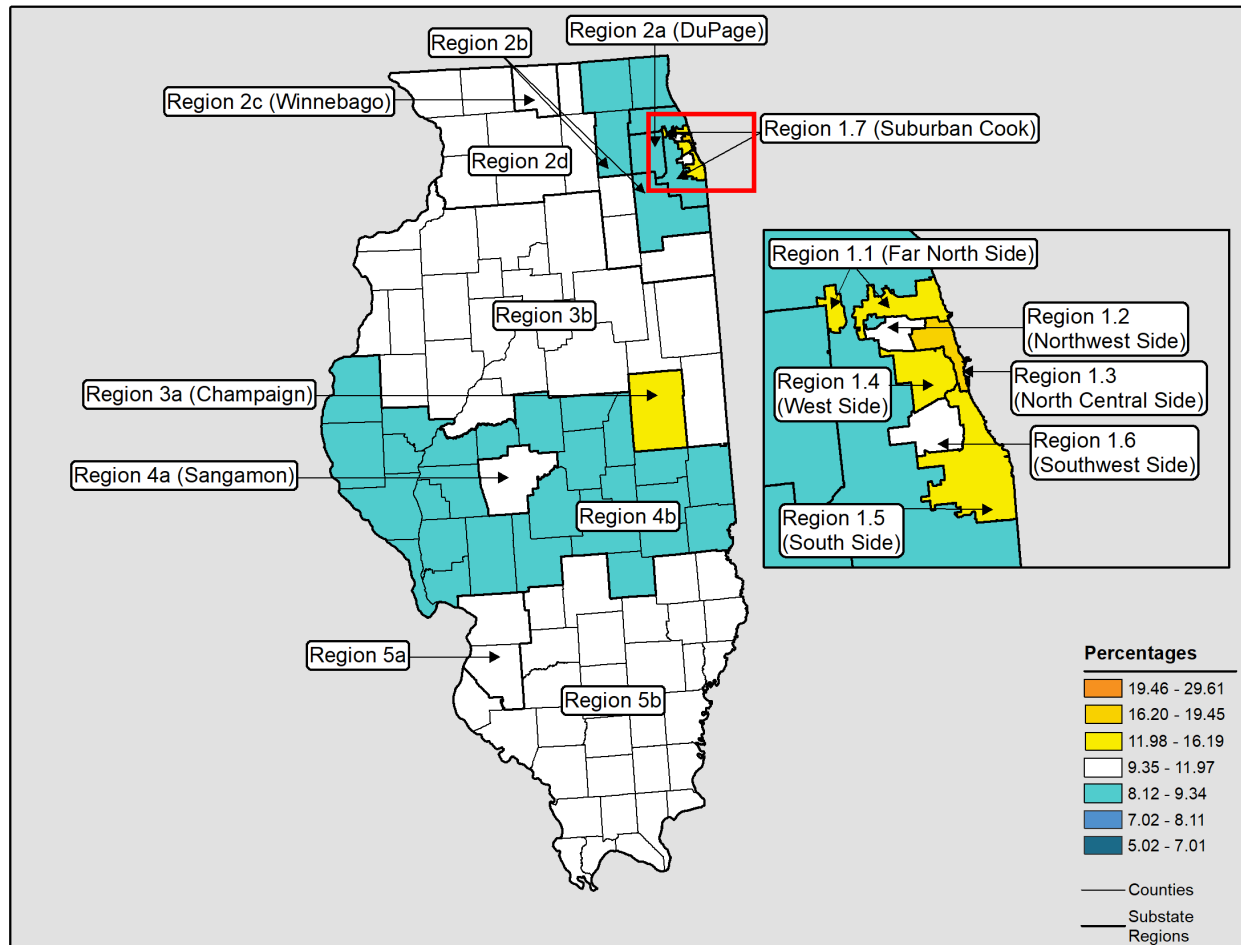 Region 2a (DuPage)
Region 2b
Region 2c (Winnebago)
Region 1.7 (Suburban Cook)
Region 2d
Region 1.1 (Far North Side)
Region 3b
Region 1.2
(Northwest Side)
Region 1.3
(North Central Side)
Region 3a (Champaign)
Region 1.4
(West Side)
Region 1.6
(Southwest Side)
Region 4a (Sangamon)
Region 4b
Region 1.5
(South Side)
Region 5a
Region 5b
Percentages
19.46 - 29.61
16.20 - 19.45
11.98 - 16.19
9.35 - 11.97
8.12 - 9.34
7.02 - 8.11
5.02 - 7.01
Counties
Substate
Regions